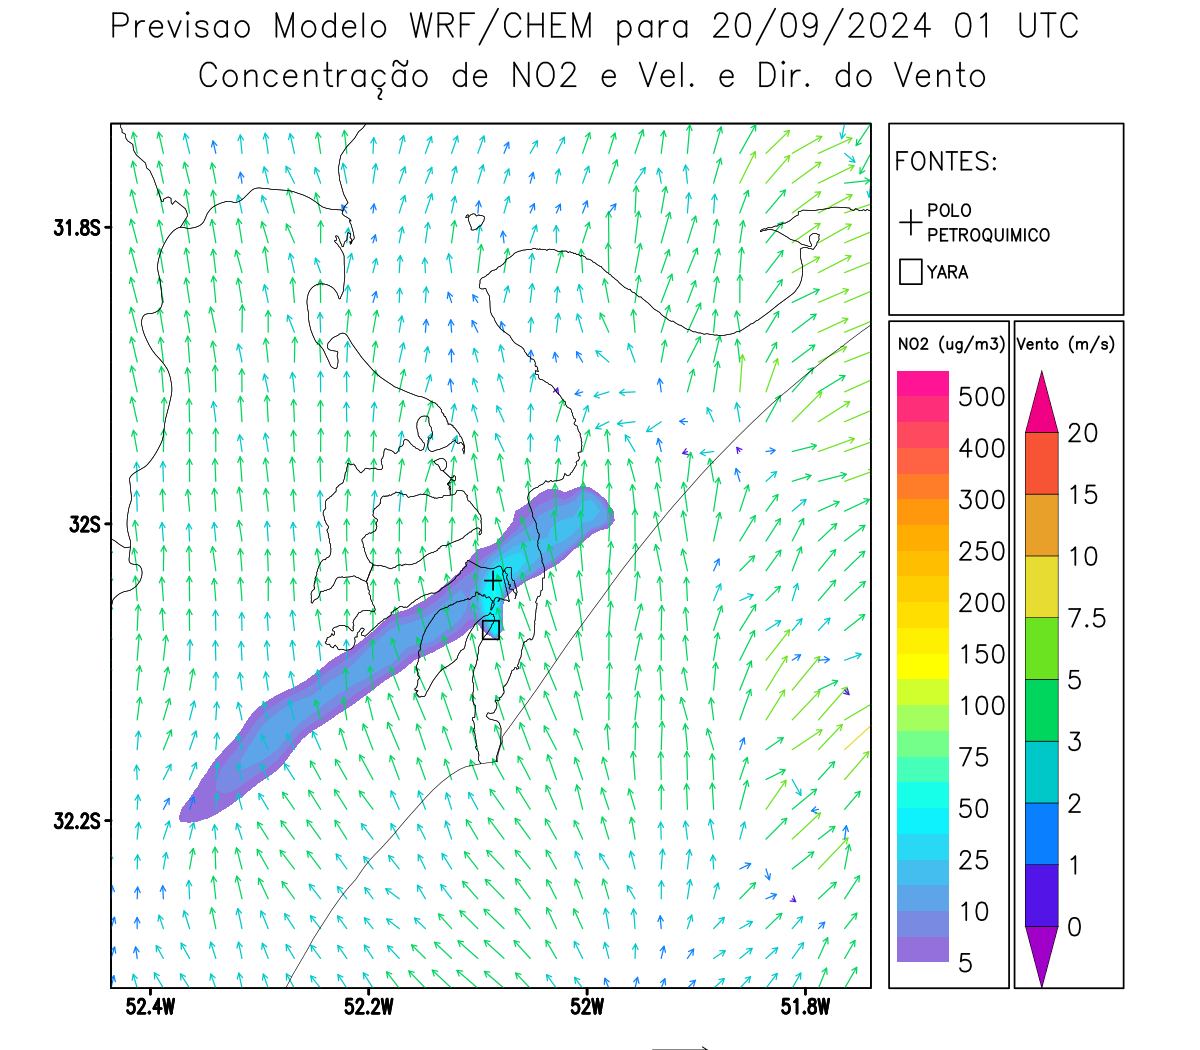 Previsao Modelo WRF/CHEM para 20/09/2024 01 UTC
Concentração de NO2 e Vel. e Dir. do Vento
FONTES:
POLO
PETROQUIMICO
YARA
NO2 (ug/m3)
500
400
300
250
200
150
100
75
50
25
10
5
Vento (m/s)
20
15
10
7.5
5
3
2
1
0
31.8S
32S
32.2S
52.4W
52.2W
52W
51.8W